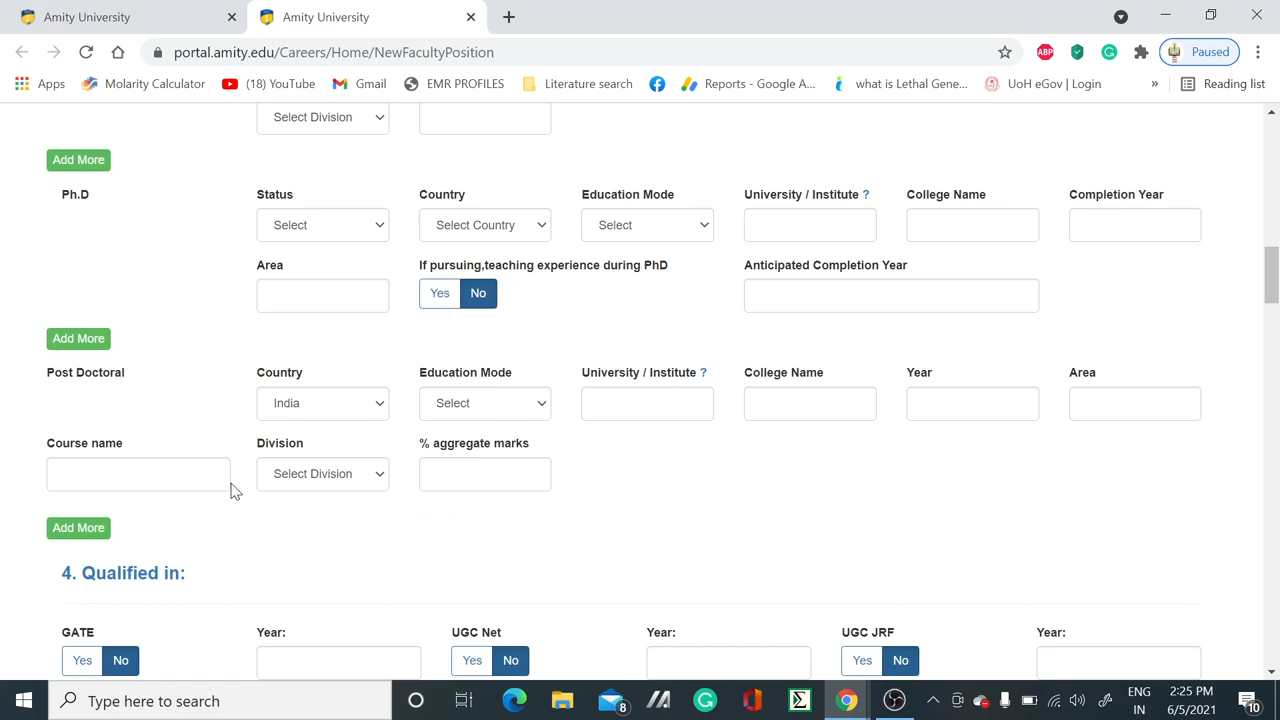 Amity University
Amity University
portal.amity.edu/Careers/Home/NewFacultyPosition
ABP
Paused
Apps
Molarity Calculator
(18) YouTube
Gmail
EMR PROFILES
Literature search
Reports - Google A...
what is Lethal Gene...
UoH eGov | Login
»
Reading list
Select Division
Add More
Ph.D
Status
Country
Education Mode
University / Institute ?
College Name
Completion Year
Select
Select Country
Select
Area
If pursuing,teaching experience during PhD
Anticipated Completion Year
Yes No
Add More
Post Doctoral
Country
Education Mode
University / Institute ?
College Name
Year
Area
India
Select
Course name
Division
% aggregate marks
Select Division
Add More
4. Qualified in:
GATE
Year:
UGC Net
Year:
UGC JRF
Year:
Yes No
Yes No
Yes No
Type here to search
8
ENG
IN
2:25 PM
6/5/2021
10